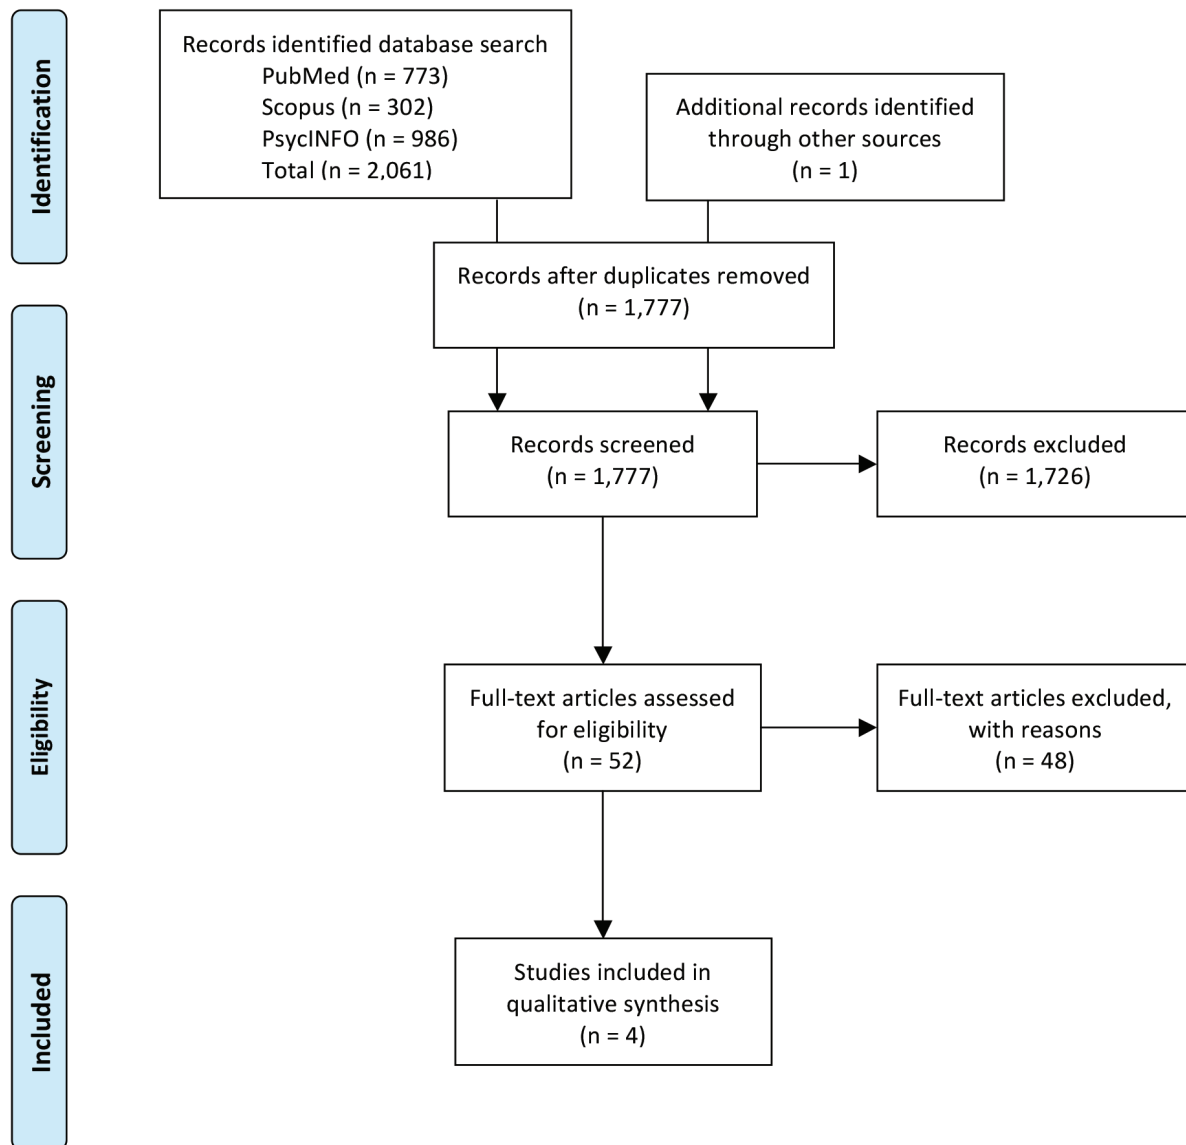 Identification
Records identified database search
PubMed (n = 773)
Scopus (n = 302)
PsycINFO (n = 986)
Total (n = 2,061)
Additional records identified
through other sources
(n = 1)
Records after duplicates removed
(n = 1,777)
Screening
Records screened
(n = 1,777)
Records excluded
(n = 1,726)
Eligibility
Full-text articles assessed
for eligibility
(n = 52)
Full-text articles excluded,
with reasons
(n = 48)
Included
Studies included in
qualitative synthesis
(n = 4)